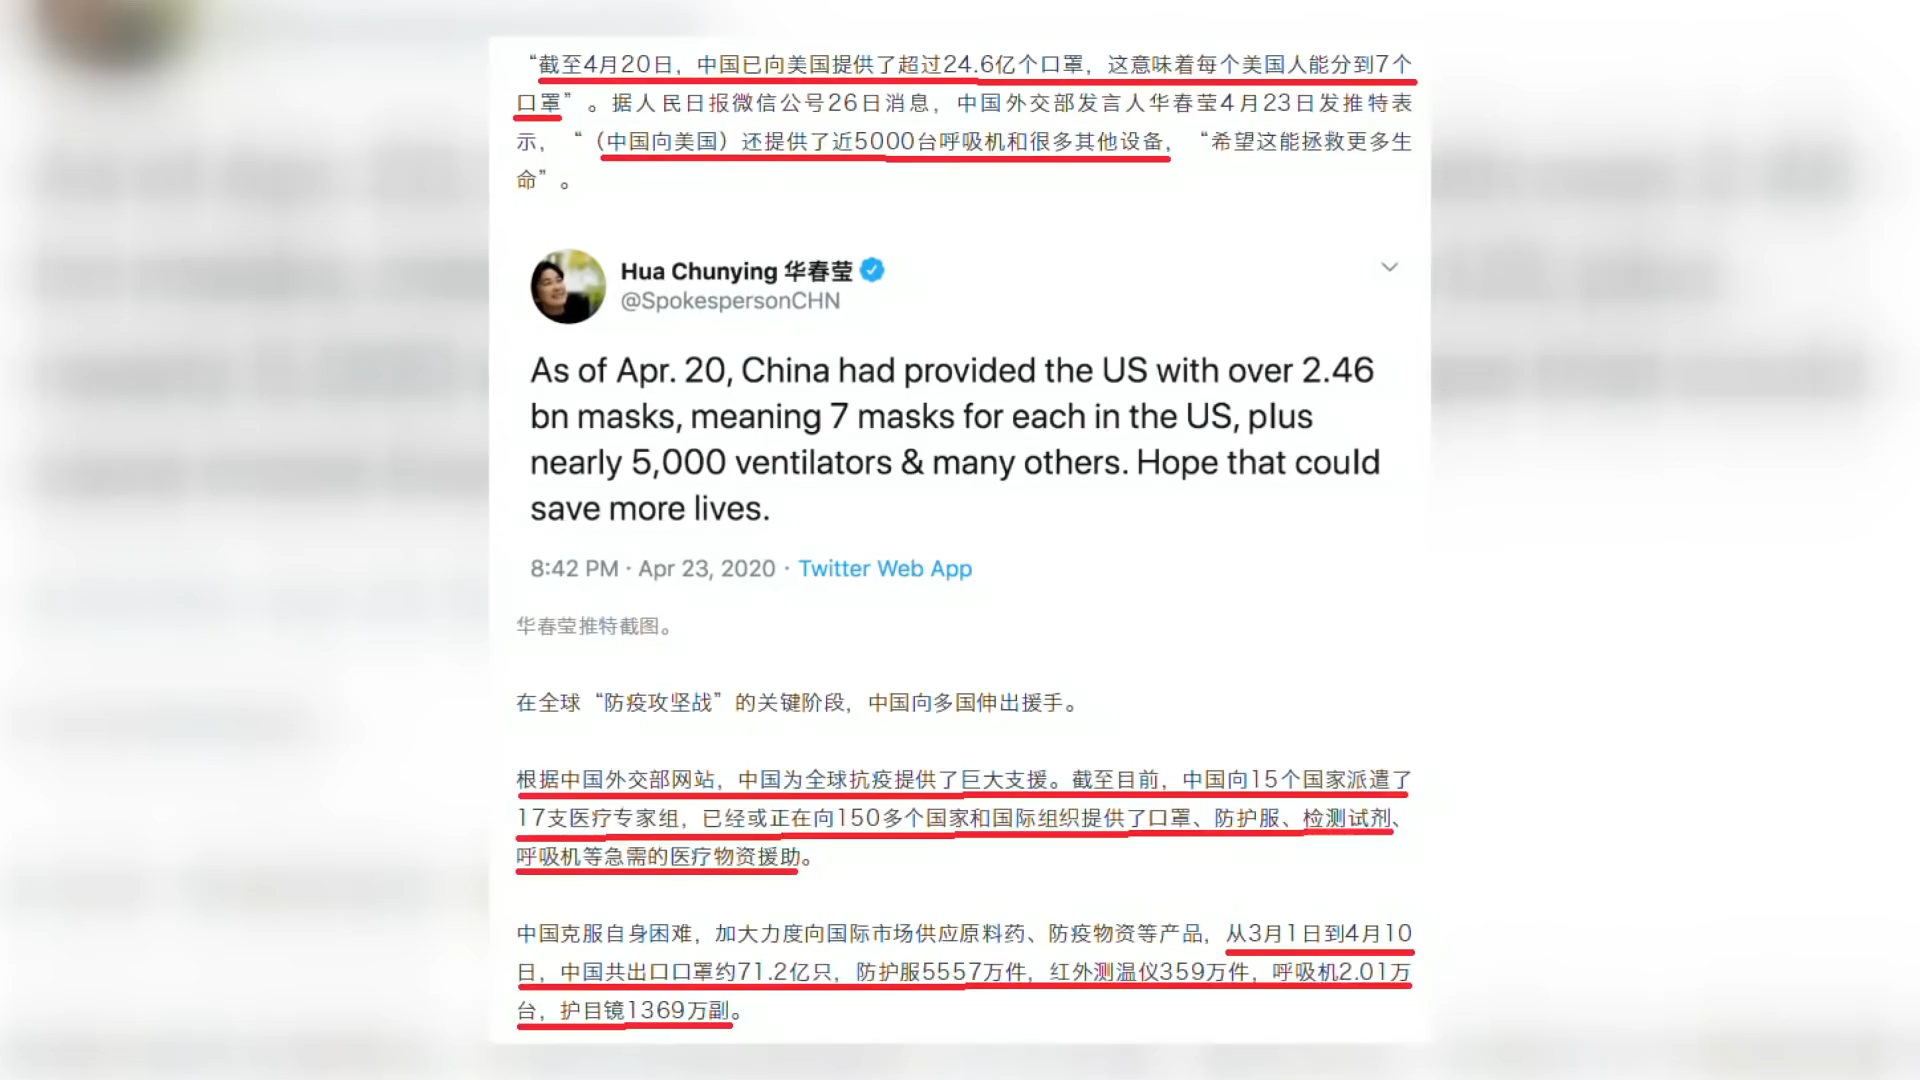 “截至4月20日，中国已向美国提供了超过24.6亿个口罩，这意味着每个美国人能分到7个
口罩”。据人民日报微信公号26日消息，中国外交部发言人华春莹4月23日发推特表
示，“（中国向美国）还提供了近5000台呼吸机和很多其他设备，“希望这能拯救更多生
命”。
Hua Chunying 华春莹
@SpokespersonCHN
As of Apr. 20, China had provided the US with over 2.46
bn masks, meaning 7 masks for each in the US, plus
nearly 5,000 ventilators & many others. Hope that could
save more lives.
8:42 PM · Apr 23, 2020 · Twitter Web App
华春莹推特截图。
在全球“防疫攻坚战”的关键阶段，中国向多国伸出援手。
根据中国外交部网站，中国为全球抗疫提供了巨大支援。截至目前，中国向15个国家派遣了
17支医疗专家组，已经或正在向150多个国家和国际组织提供了口罩、防护服、检测试剂、
呼吸机等急需的医疗物资援助。
中国克服自身困难，加大力度向国际市场供应原料药、防疫物资等产品，从3月1日到4月10
日，中国共出口口罩约71.2亿只，防护服5557万件，红外测温仪359万件，呼吸机2.01万
台，护目镜1369万副。